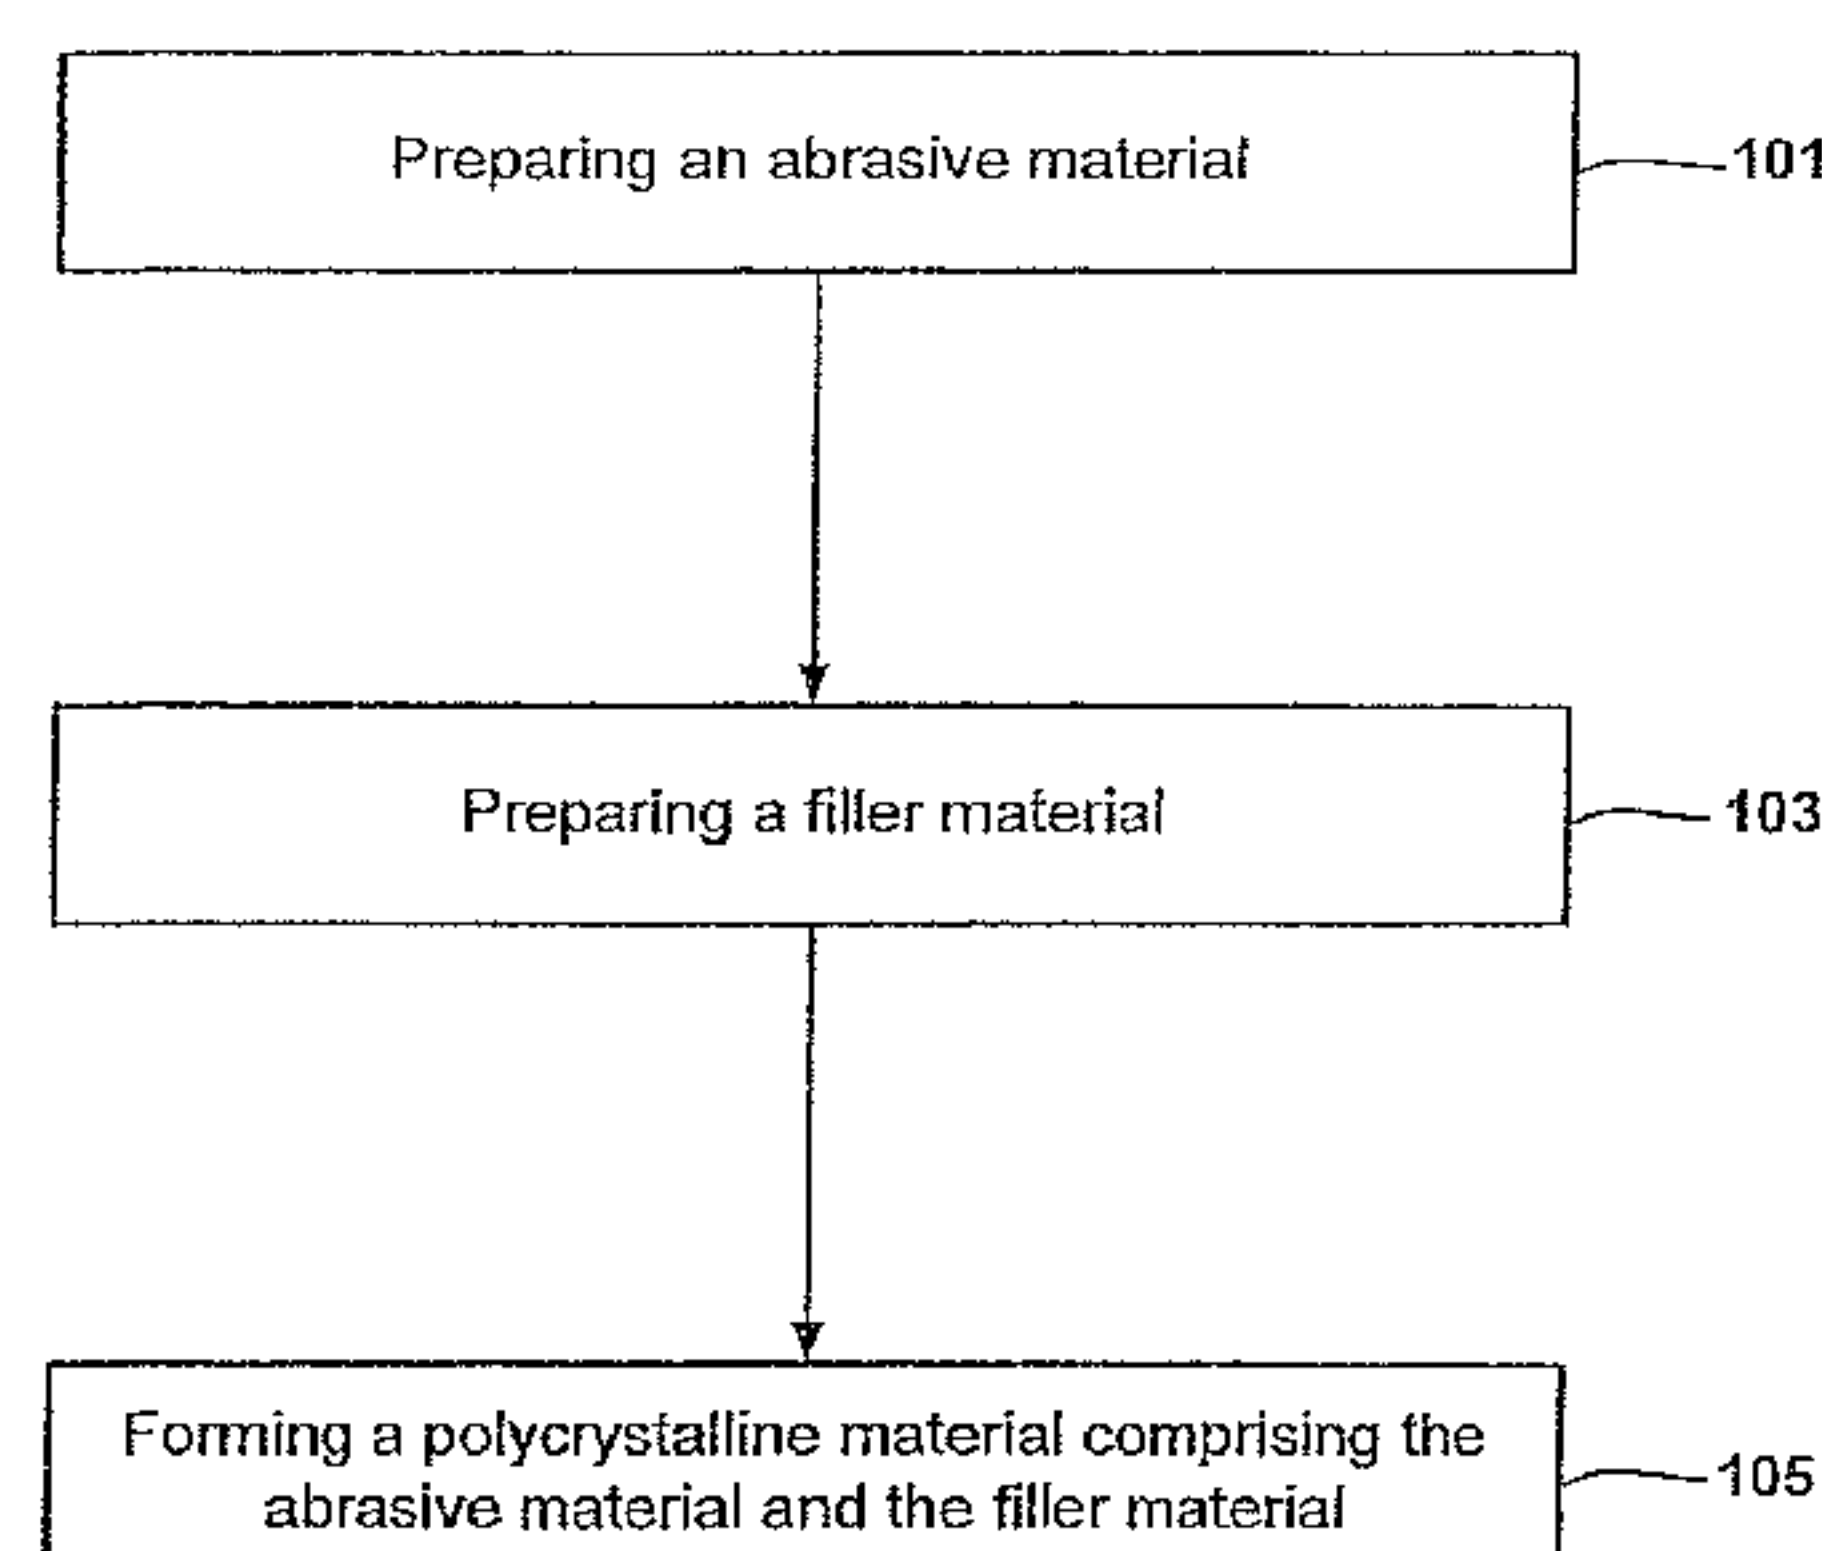 Preparing an abrasive material
101
Preparing a filler material
103
Forming a polycrystalline material comprising the
abrasive material and the filler material
105